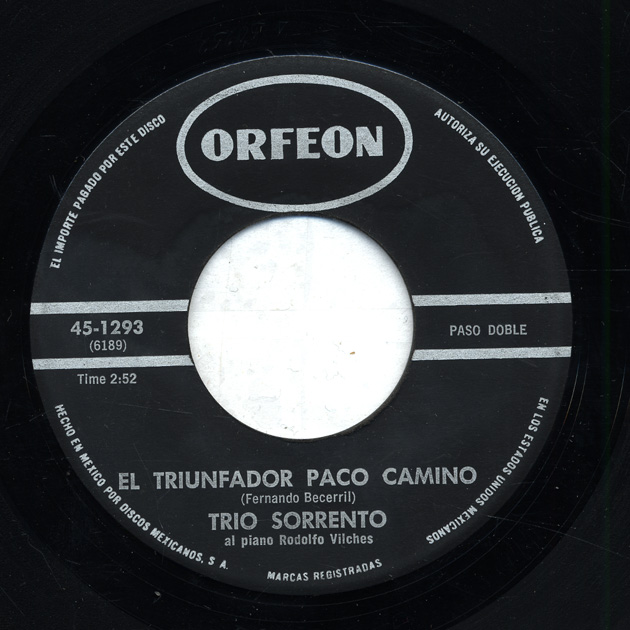 ORFEON
EL IMPORTE PAGADO POR ESTE DISCO
AUTORIZA SU EJECUCION PUBLICA
45-1293
(6189)
PASO DOBLE
Time 2:52
EL TRIUNFADOR PACO CAMINO
(Fernando Becerril)
TRIO SORRENTO
al piano Rodolfo Vilches
HECHO EN MEXICO POR DISCOS MEXICANOS, S A.
MARCAS REGISTRADAS
EN LOS ESTADOS UNIDOS MEXICANOS